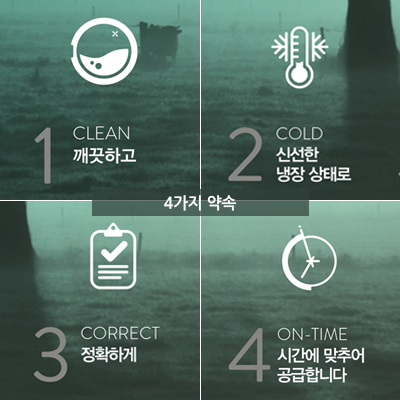 1 CLEAN
깨끗하고
2 COLD
신선한
냉장 상태로
4가지 약속
3 CORRECT
정확하게
4 ON-TIME
시간에 맞추어
공급합니다